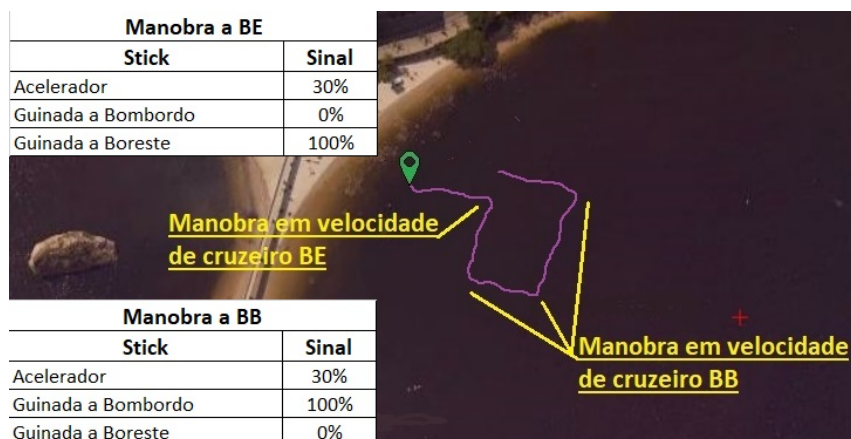 Manobra a BE
Stick Sinal
Acelerador 30%
Guinada a Bombordo 0%
Guinada a Boreste 100%
Manobra em velocidade
de cruzeiro BE
Manobra a BB
Stick Sinal
Acelerador 30%
Guinada a Bombordo 100%
Guinada a Boreste 0%
Manobra em velocidade
de cruzeiro BB